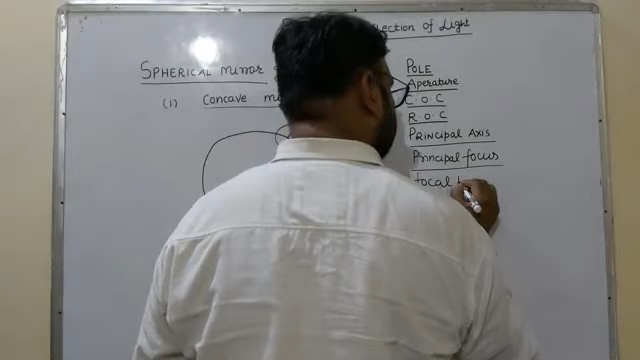 ection of Light
SPHERICAL mirror
(1) Concave m
POLE
Aperature
C.O.C
R.O.C
PRINCIPAL AXIS
Principal focus
focal l